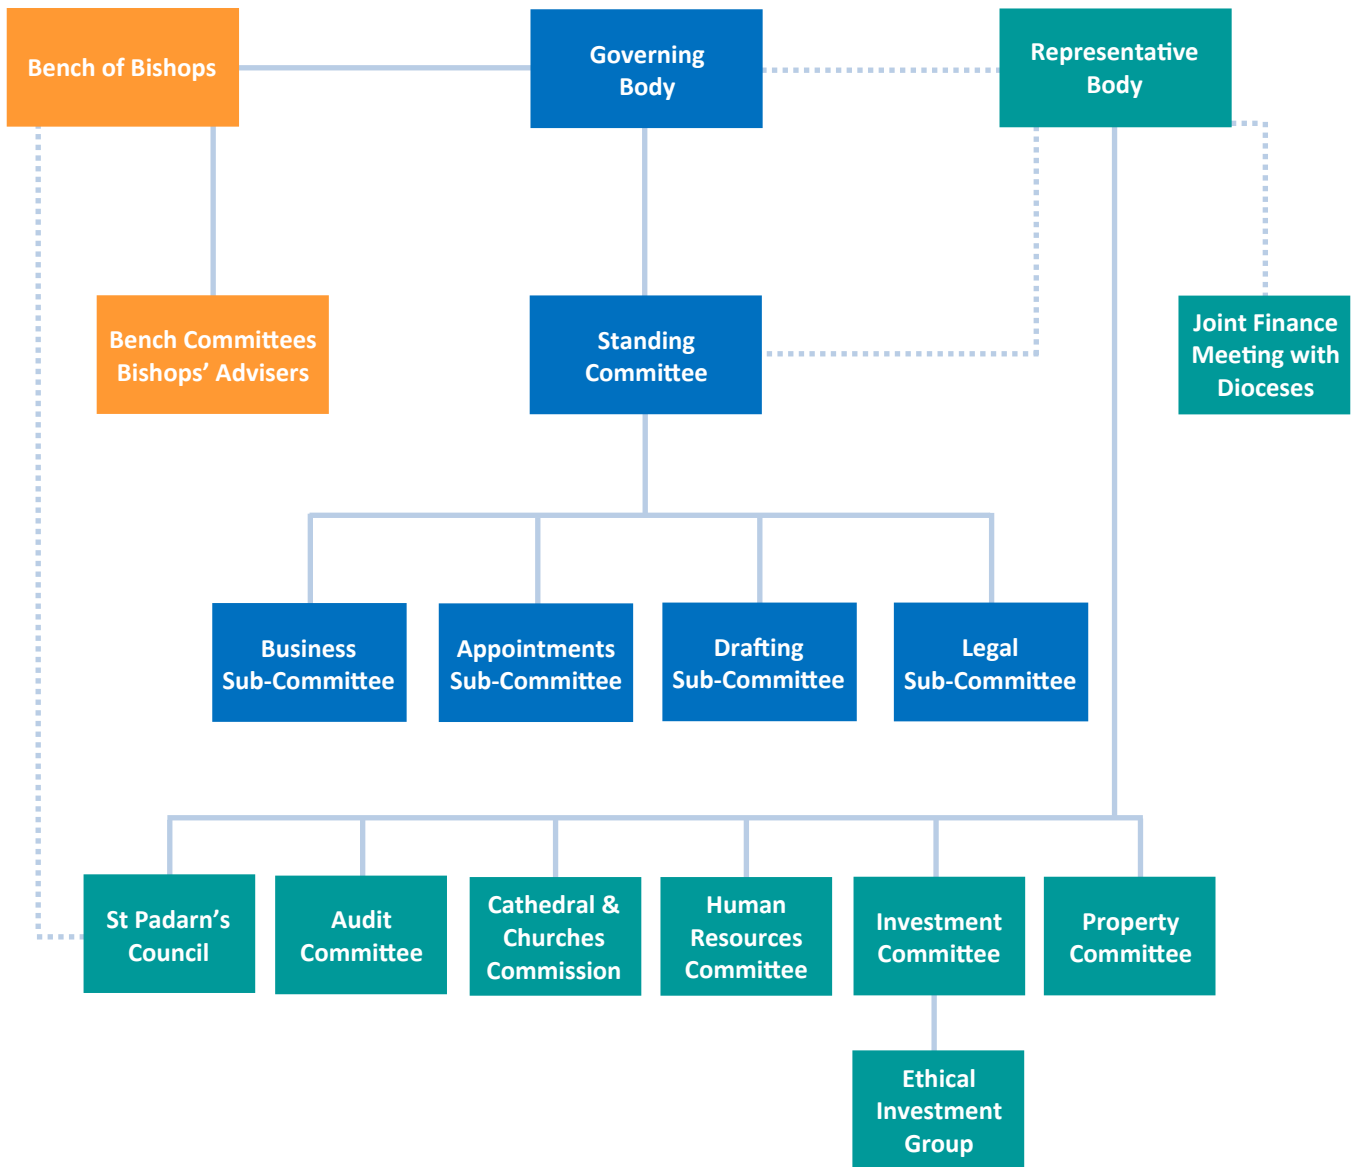 Bench of Bishops
Governing
Body
Representative
Body
Bench Committees
Bishops’ Advisers
Standing
Committee
Joint Finance
Meeting with
Dioceses
Business
Sub-Committee
Appointments
Sub-Committee
Drafting
Sub-Committee
Legal
Sub-Committee
St Padarn’s
Council
Audit
Committee
Cathedral &
Churches
Commission
Human
Resources
Committee
Investment
Committee
Property
Committee
Ethical
Investment
Group